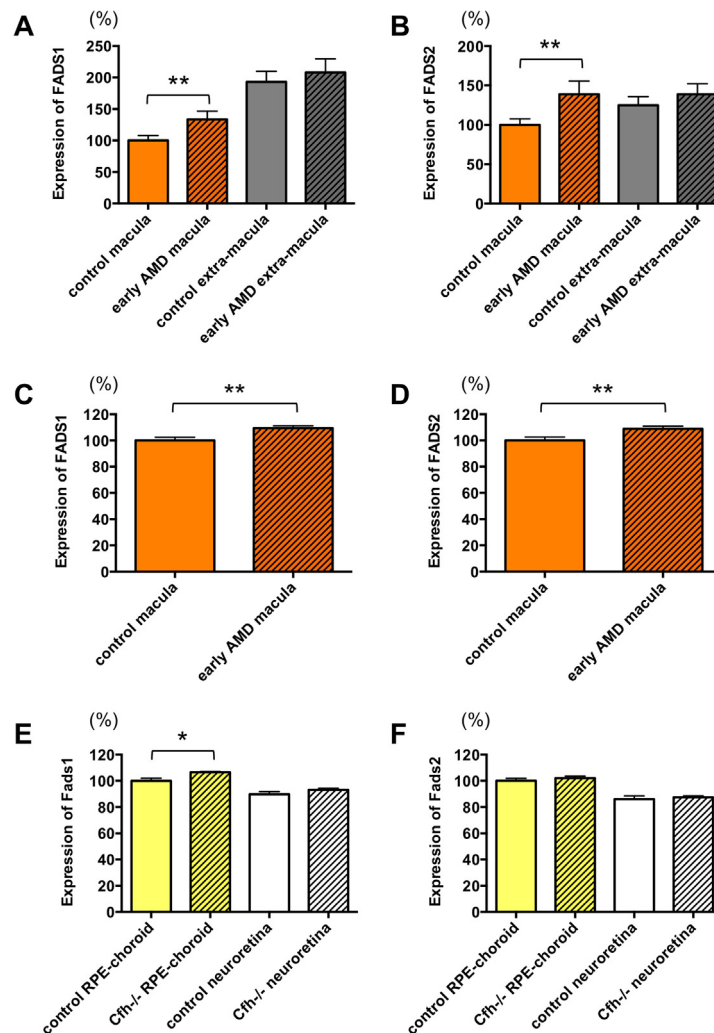 A
(%)
Expression of FADS1
250
200
150
100
50
0
**
control macula
early AMD macula
control extra-macula
early AMD extra-macula
B
(%)
Expression of FADS2
200
150
100
50
0
**
control macula
early AMD macula
control extra-macula
early AMD extra-macula
C
(%)
Expression of FADS1
120
100
80
60
40
20
0
**
control macula
early AMD macula
D
(%)
Expression of FADS2
120
100
80
60
40
20
0
**
control macula
early AMD macula
E
(%)
Expression of Fads1
120
100
80
60
40
20
0
*
control RPE-choroid
Cfh-/- RPE-choroid
control neuroretina
Cfh-/- neuroretina
F
(%)
Expression of Fads2
120
100
80
60
40
20
0
control RPE-choroid
Cfh-/- RPE-choroid
control neuroretina
Cfh-/- neuroretina